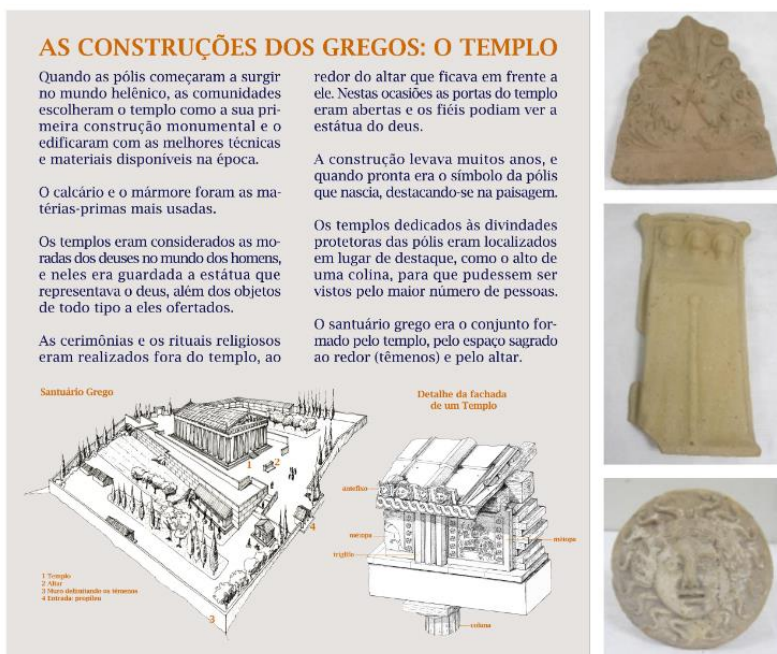 AS CONSTRUÇÕES DOS GREGOS: O TEMPLO
Quando as pólis começaram a surgir
no mundo helênico, as comunidades
escolheram o templo como a sua pri-
meira construção monumental e o
edificaram com as melhores técnicas
e materiais disponíveis na época.
O calcário e o mármore foram as ma-
térias-primas mais usadas.
Os templos eram considerados as mo-
radas dos deuses no mundo dos homens,
e neles era guardada a estátua que
representava o deus, além dos objetos
de todo tipo a eles ofertados.
As cerimônias e os rituais religiosos
eram realizados fora do templo, ao
redor do altar que ficava em frente a
ele. Nestas ocasiões as portas do templo
eram abertas e os fiéis podiam ver a
estátua do deus.
A construção levava muitos anos, e
quando pronta era o símbolo da pólis
que nascia, destacando-se na paisagem.
Os templos dedicados às divindades
protetoras das pólis eram localizados
em lugar de destaque, como o alto de
uma colina, para que pudessem ser
vistos pelo maior número de pessoas.
O santuário grego era o conjunto for-
mado pelo templo, pelo espaço sagrado
ao redor (têmenos) e pelo altar.
Santuário Grego
1
2
4
3
1 Templo
2 Altar
3 Muro delimitando os têmenos
4 Entrada: propileu
Detalhe da fachada
de um Templo
antefixo
métopa
tríglifo
métopa
coluna